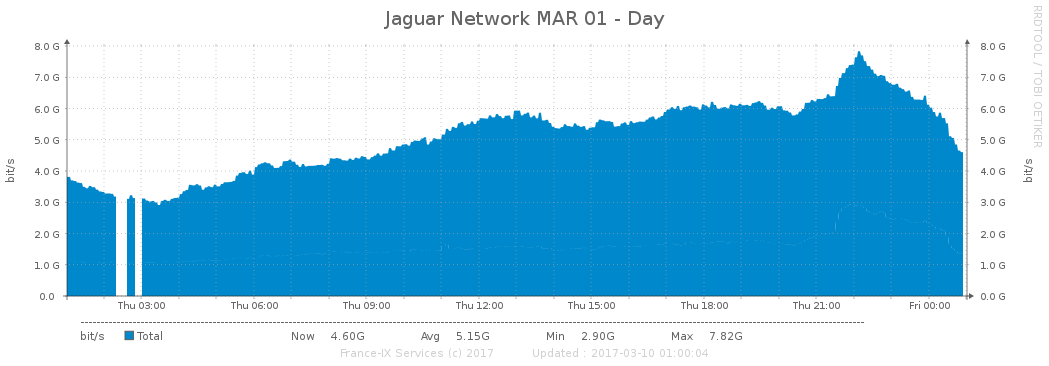 Jaguar Network MAR 01 - Day
RRDTOOL / TOBI OETIKER
bit/s
bit/s
8.0 G 8.0 G
7.0 G 7.0 G
6.0 G 6.0 G
5.0 G 5.0 G
4.0 G 4.0 G
3.0 G 3.0 G
2.0 G 2.0 G
1.0 G 1.0 G
0.0 0.0 G
Thu 03:00 Thu 06:00 Thu 09:00 Thu 12:00 Thu 15:00 Thu 18:00 Thu 21:00 Fri 00:00
bit/s Total Now 4.60G Avg 5.15G Min 2.90G Max 7.82G
France-IX Services (c) 2017 Updated : 2017-03-10 01:00:04